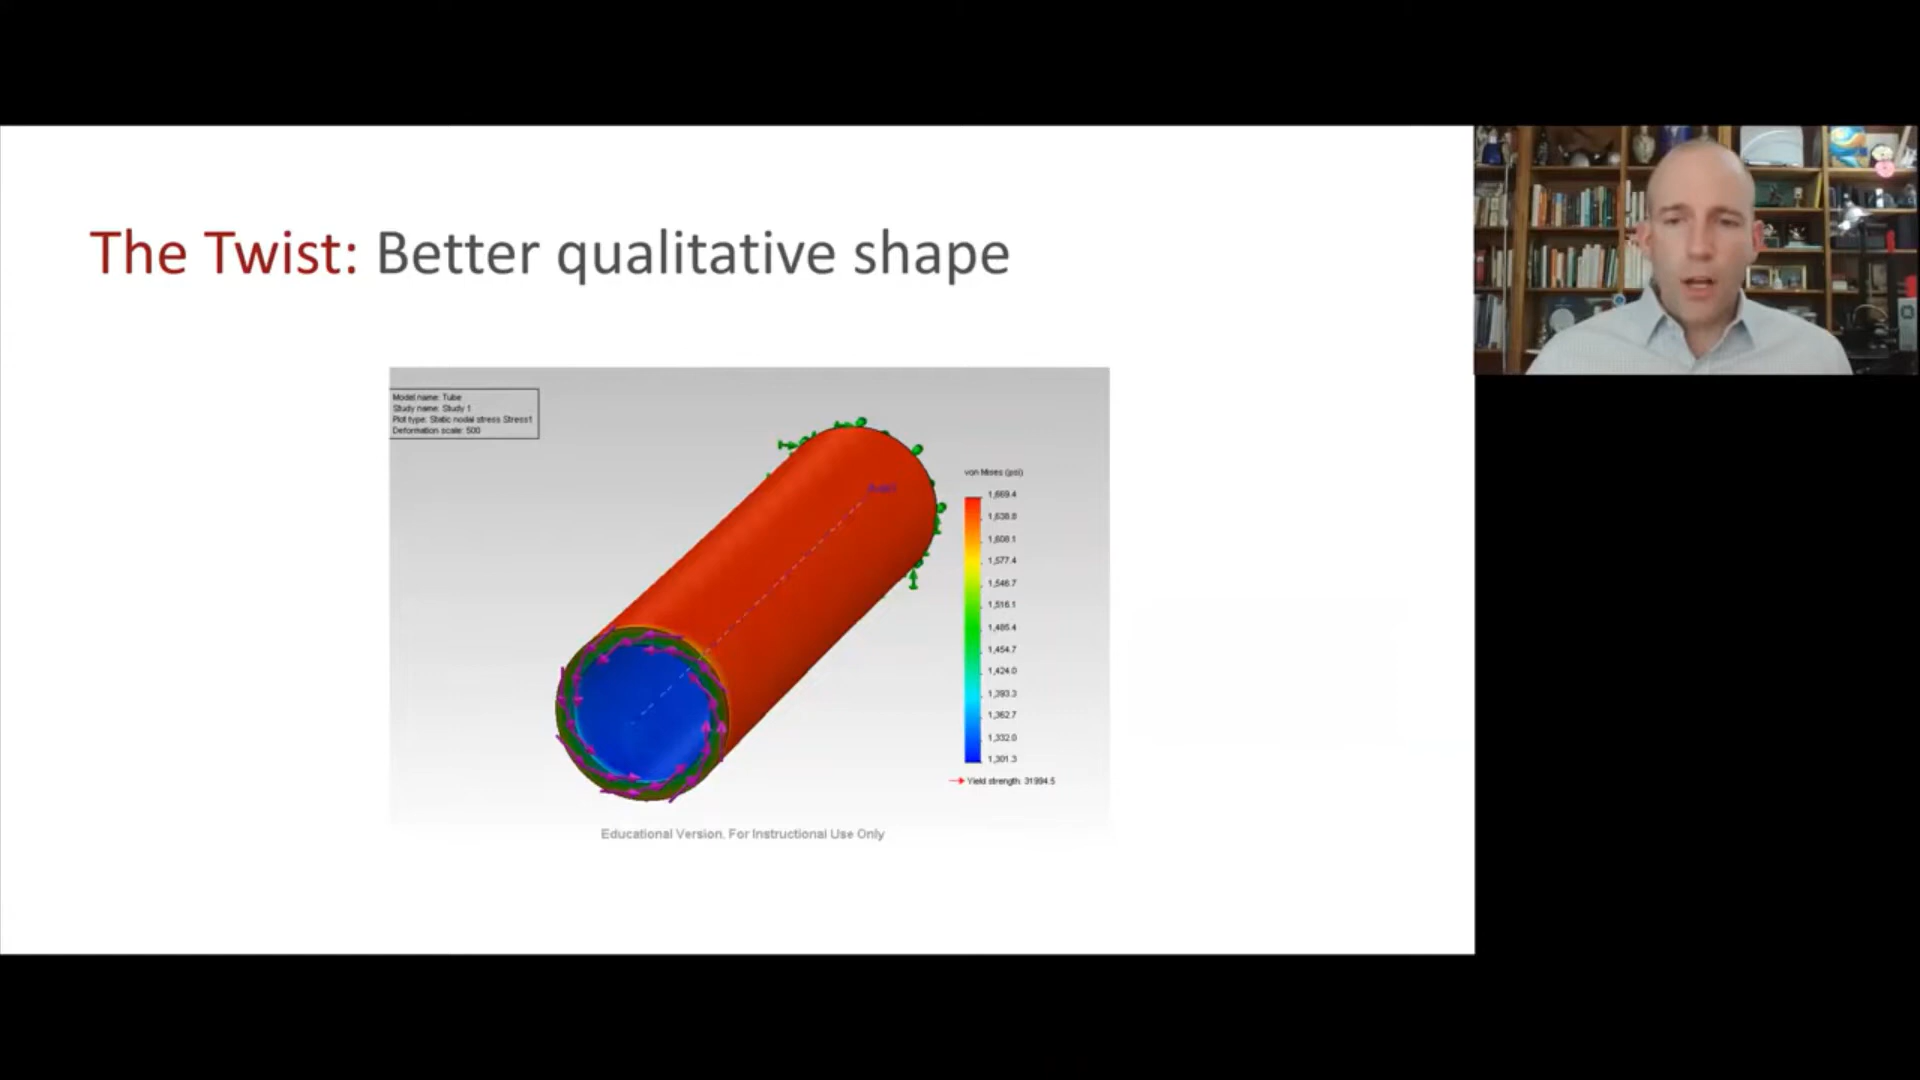 The Twist: Better qualitative shape
Model name: Tube
Study name: Study 1
Plot type: Static nodal stress Stress1
Deformation scale: 500
von Mises (psi)
1,669.4
1,638.8
1,608.1
1,577.4
1,546.7
1,516.1
1,485.4
1,454.7
1,424.0
1,393.3
1,362.7
1,332.0
1,301.3
Yield strength: 31994.5
Educational Version. For Instructional Use Only